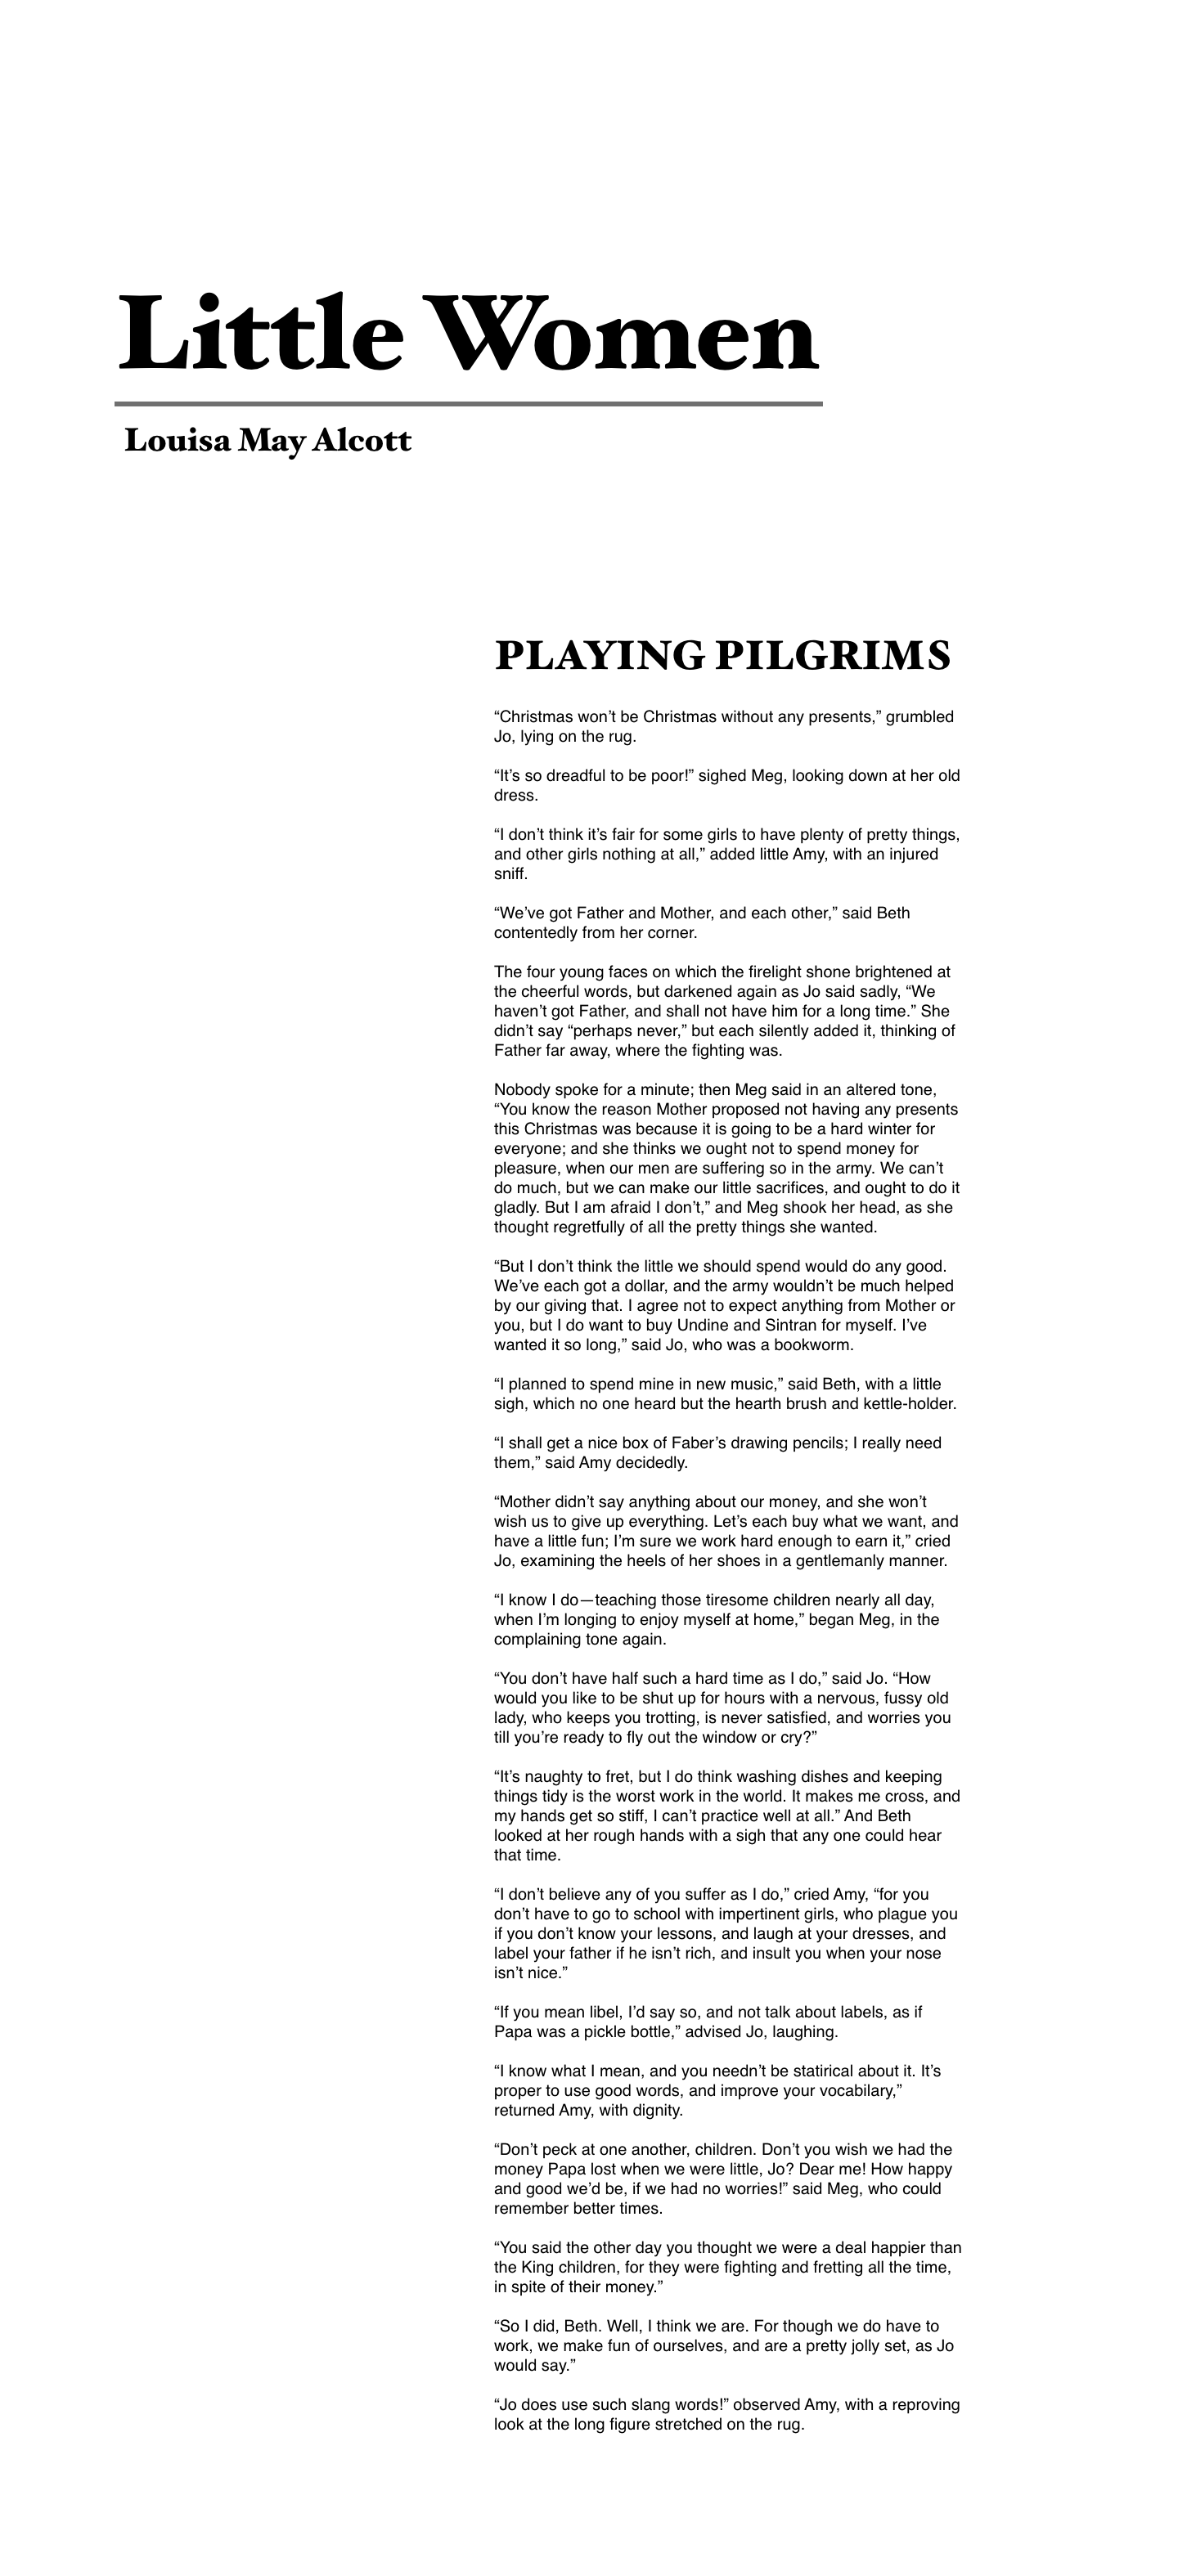 Little Women
Louisa May Alcott
PLAYING PILGRIMS
“Christmas won’t be Christmas without any presents,” grumbled
Jo, lying on the rug.
“It’s so dreadful to be poor!” sighed Meg, looking down at her old
dress.
“I don’t think it’s fair for some girls to have plenty of pretty things,
and other girls nothing at all,” added little Amy, with an injured
sniff.
“We’ve got Father and Mother, and each other,” said Beth
contentedly from her corner.
The four young faces on which the firelight shone brightened at
the cheerful words, but darkened again as Jo said sadly, “We
haven’t got Father, and shall not have him for a long time.” She
didn’t say “perhaps never,” but each silently added it, thinking of
Father far away, where the fighting was.
Nobody spoke for a minute; then Meg said in an altered tone,
“You know the reason Mother proposed not having any presents
this Christmas was because it is going to be a hard winter for
everyone; and she thinks we ought not to spend money for
pleasure, when our men are suffering so in the army. We can’t
do much, but we can make our little sacrifices, and ought to do it
gladly. But I am afraid I don’t,” and Meg shook her head, as she
thought regretfully of all the pretty things she wanted.
“But I don’t think the little we should spend would do any good.
We’ve each got a dollar, and the army wouldn’t be much helped
by our giving that. I agree not to expect anything from Mother or
you, but I do want to buy Undine and Sintran for myself. I’ve
wanted it so long,” said Jo, who was a bookworm.
“I planned to spend mine in new music,” said Beth, with a little
sigh, which no one heard but the hearth brush and kettle-holder.
“I shall get a nice box of Faber’s drawing pencils; I really need
them,” said Amy decidedly.
“Mother didn’t say anything about our money, and she won’t
wish us to give up everything. Let’s each buy what we want, and
have a little fun; I’m sure we work hard enough to earn it,” cried
Jo, examining the heels of her shoes in a gentlemanly manner.
“I know I do—teaching those tiresome children nearly all day,
when I’m longing to enjoy myself at home,” began Meg, in the
complaining tone again.
“You don’t have half such a hard time as I do,” said Jo. “How
would you like to be shut up for hours with a nervous, fussy old
lady, who keeps you trotting, is never satisfied, and worries you
till you’re ready to fly out the window or cry?”
“It’s naughty to fret, but I do think washing dishes and keeping
things tidy is the worst work in the world. It makes me cross, and
my hands get so stiff, I can’t practice well at all.” And Beth
looked at her rough hands with a sigh that any one could hear
that time.
“I don’t believe any of you suffer as I do,” cried Amy, “for you
don’t have to go to school with impertinent girls, who plague you
if you don’t know your lessons, and laugh at your dresses, and
label your father if he isn’t rich, and insult you when your nose
isn’t nice.”
“If you mean libel, I’d say so, and not talk about labels, as if
Papa was a pickle bottle,” advised Jo, laughing.
“I know what I mean, and you needn’t be statirical about it. It’s
proper to use good words, and improve your vocabilary,”
returned Amy, with dignity.
“Don’t peck at one another, children. Don’t you wish we had the
money Papa lost when we were little, Jo? Dear me! How happy
and good we’d be, if we had no worries!” said Meg, who could
remember better times.
“You said the other day you thought we were a deal happier than
the King children, for they were fighting and fretting all the time,
in spite of their money.”
“So I did, Beth. Well, I think we are. For though we do have to
work, we make fun of ourselves, and are a pretty jolly set, as Jo
would say.”
“Jo does use such slang words!” observed Amy, with a reproving
look at the long figure stretched on the rug.